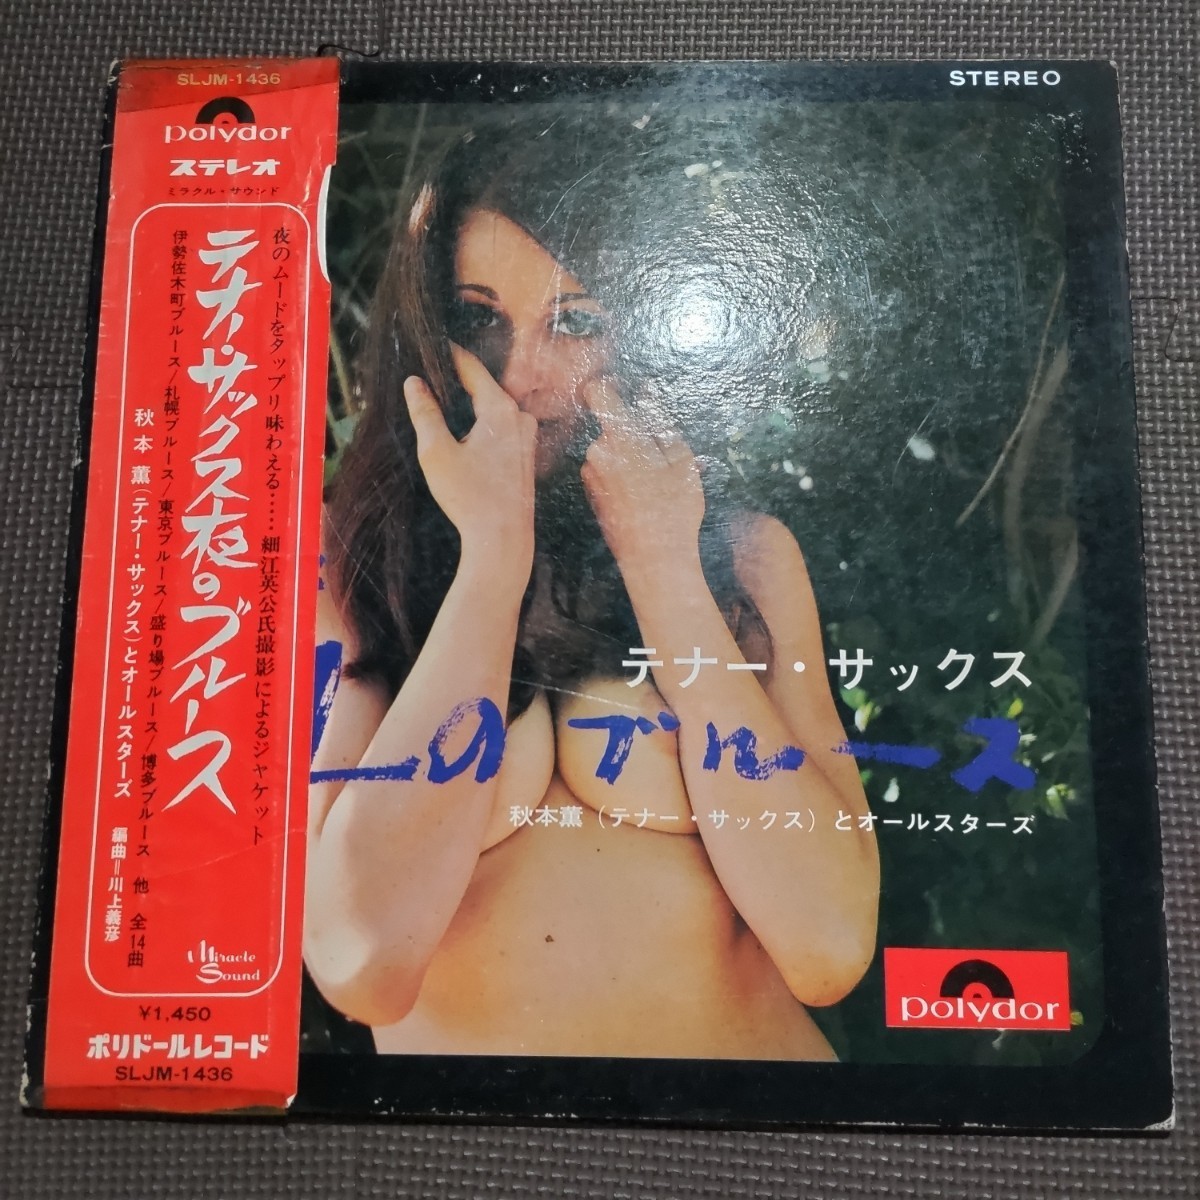 SLJM-1436
polydor
ステレオ
ミラクル・サウンド
夜のムードをタップリ味わえる……細江英公氏撮影によるジャケット
テナー・サックス夜のブルース
伊勢佐木町ブルース/札幌ブルース/東京ブルース/盛り場ブルース/博多ブルース 他 全14曲
秋本薫(テナー・サックス)とオールスターズ 編曲=川上義彦
Miracle Sound
¥1,450
ポリドールレコード
SLJM-1436
STEREO
テナー・サックス
のブルース
秋本薫(テナー・サックス)とオールスターズ
polydor